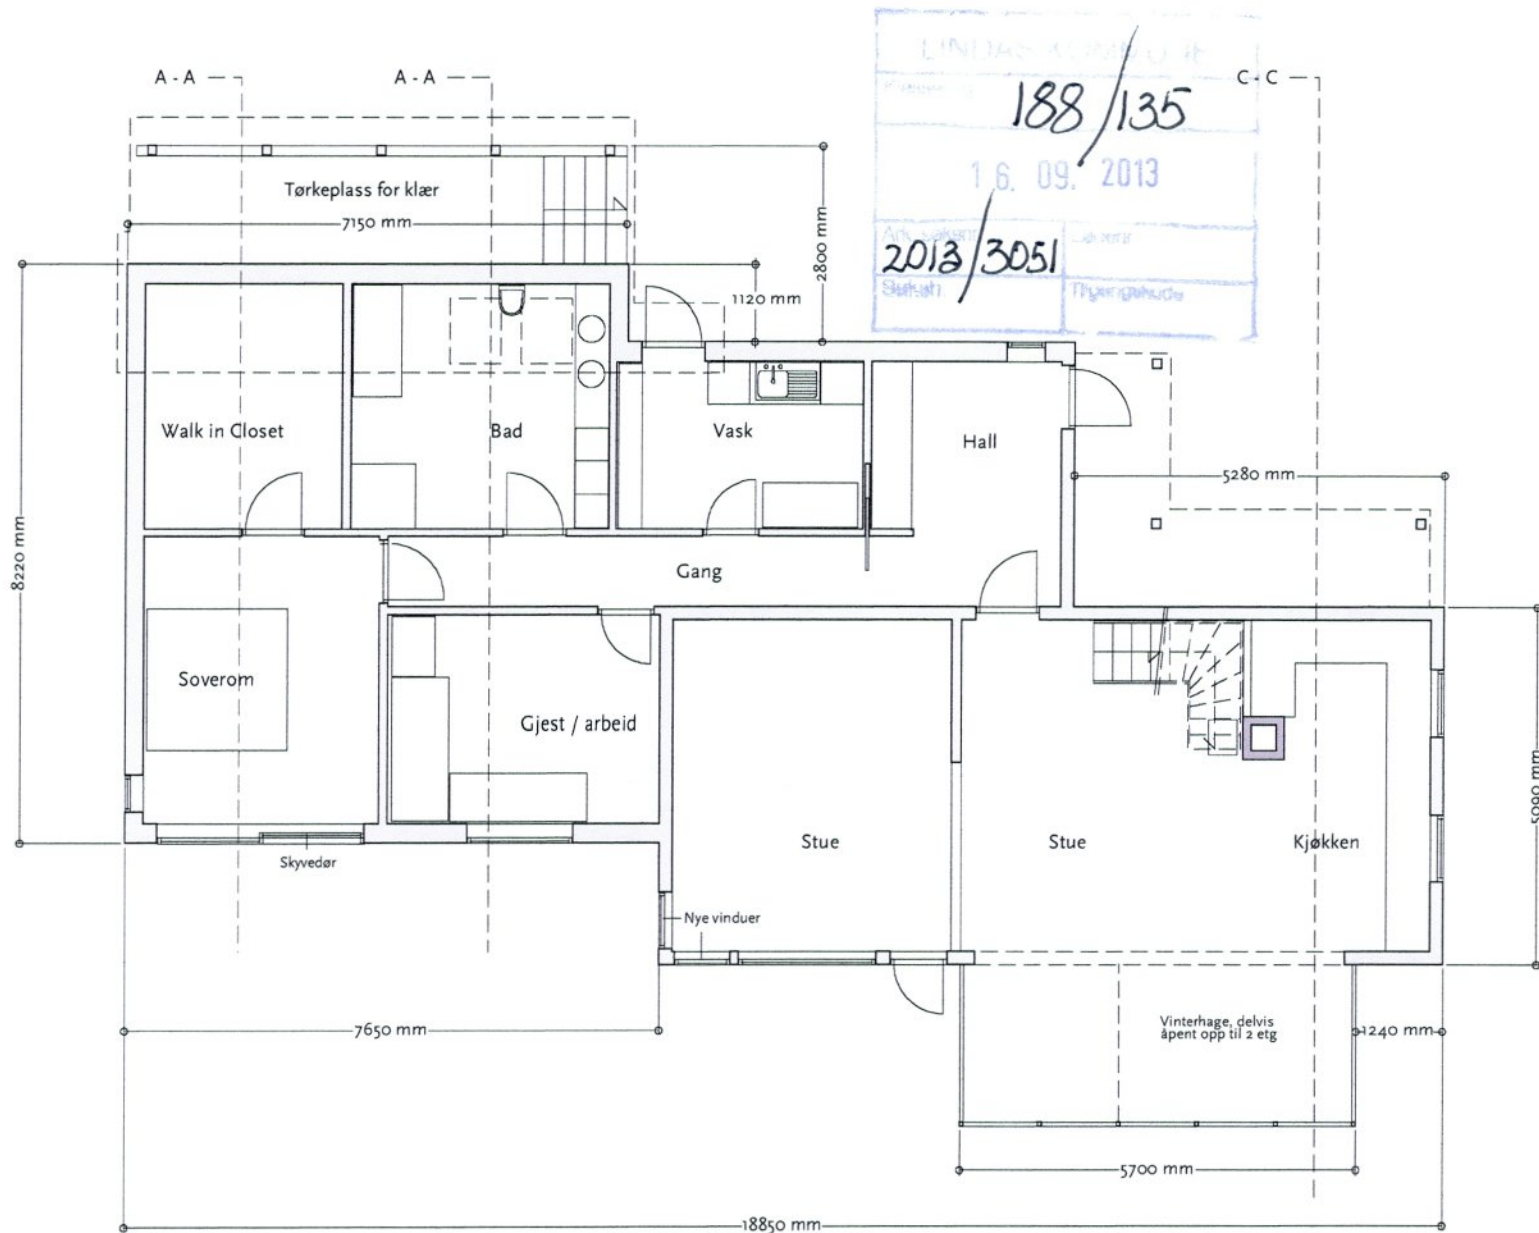 A - A
A - A
C - C
188/135
16. 09. 2013
2013/3051
Tørkeplass for klær
7150 mm
2800 mm
1120 mm
Walk in Closet
Bad
Vask
Hall
5280 mm
8220 mm
Gang
Soverom
Gjest / arbeid
5090 mm
Stue
Stue
Kjøkken
Skyvedør
Nye vinduer
7650 mm
Vinterhage, delvis
åpent opp til 2 etg
1240 mm
5700 mm
18850 mm